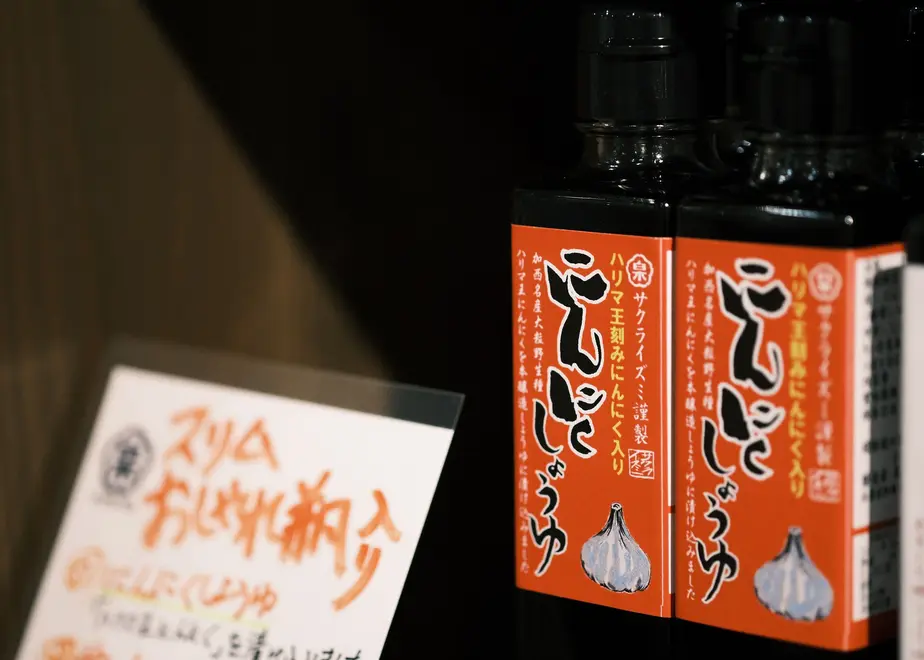 スリム
おしゃれ瓶入り
にんにくしょうゆ
泉
サクライズミ謹製
ハリマ王刻みにんにく入り
にんにく
しょうゆ
加西名産大粒野生種
ハリマ王にんにくを本醸造しょうゆに漬け込みました
サクライズミ謹製
ハリマ王刻みにんにく入り
にんにく
しょうゆ
加西名産大粒野生種
ハリマ王にんにくを本醸造しょうゆに漬け込みました